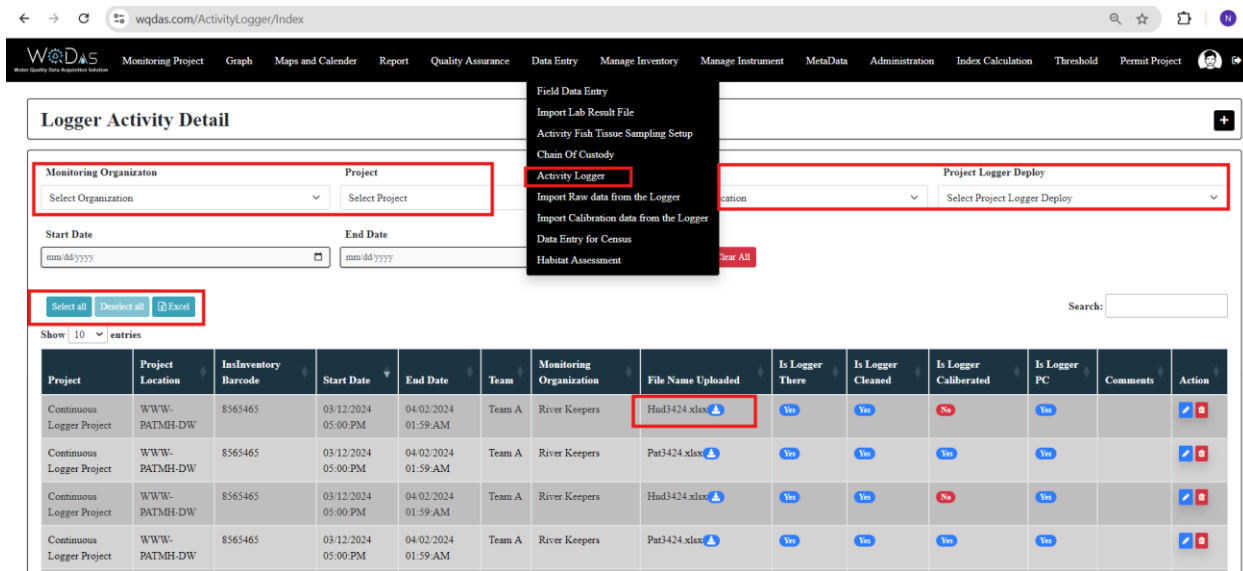 wqdas.com/ActivityLogger/Index
N
WQDAS
Water Quality Data Acquisition Solution
Monitoring Project Graph Maps and Calender Report Quality Assurance Data Entry Manage Inventory Manage Instrument MetaData Administration Index Calculation Threshold Permit Project
Field Data Entry
Import Lab Result File
Activity Fish Tissue Sampling Setup
Chain Of Custody
Activity Logger
Import Raw data from the Logger
Import Calibration data from the Logger
Data Entry for Census
Habitat Assessment
Logger Activity Detail
+
Monitoring Organizaton Project Project Logger Deploy
Select Organization Select Project cation Select Project Logger Deploy
Start Date End Date
mm/dd/yyyy mm/dd/yyyy Clear All
Select all Deselect all Excel
Search:
Show 10 entries
Project Project Location InsInventory Barcode Start Date End Date Team Monitoring Organization File Name Uploaded Is Logger There Is Logger Cleaned Is Logger Caliberated Is Logger PC Comments Action
Continuous Logger Project WWW-PATMH-DW 8565465 03/12/2024 05:00:PM 04/02/2024 01:59:AM Team A River Keepers Hud3424.xlsx Yes Yes No Yes
Continuous Logger Project WWW-PATMH-DW 8565465 03/12/2024 05:00:PM 04/02/2024 01:59:AM Team A River Keepers Pat3424.xlsx Yes Yes Yes Yes
Continuous Logger Project WWW-PATMH-DW 8565465 03/12/2024 05:00:PM 04/02/2024 01:59:AM Team A River Keepers Hud3424.xlsx Yes Yes No Yes
Continuous Logger Project WWW-PATMH-DW 8565465 03/12/2024 05:00:PM 04/02/2024 01:59:AM Team A River Keepers Pat3424.xlsx Yes Yes Yes Yes